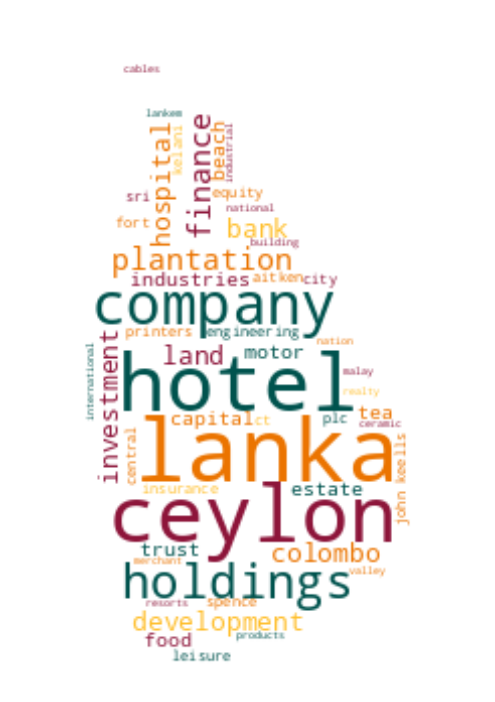 cables
lankem
hospital
kelani
finance
beach
industrial
sri
equity
national
fort
bank
building
plantation
industries
aitken
city
company
printers
engineering
nation
international
investment
land
motor
hotel
malay
realty
capital
ct
plc
tea
ceramic
lanka
central
john keells
insurance
estate
ceylon
trust
colombo
merchant
valley
holdings
resorts
spence
development
food
products
leisure